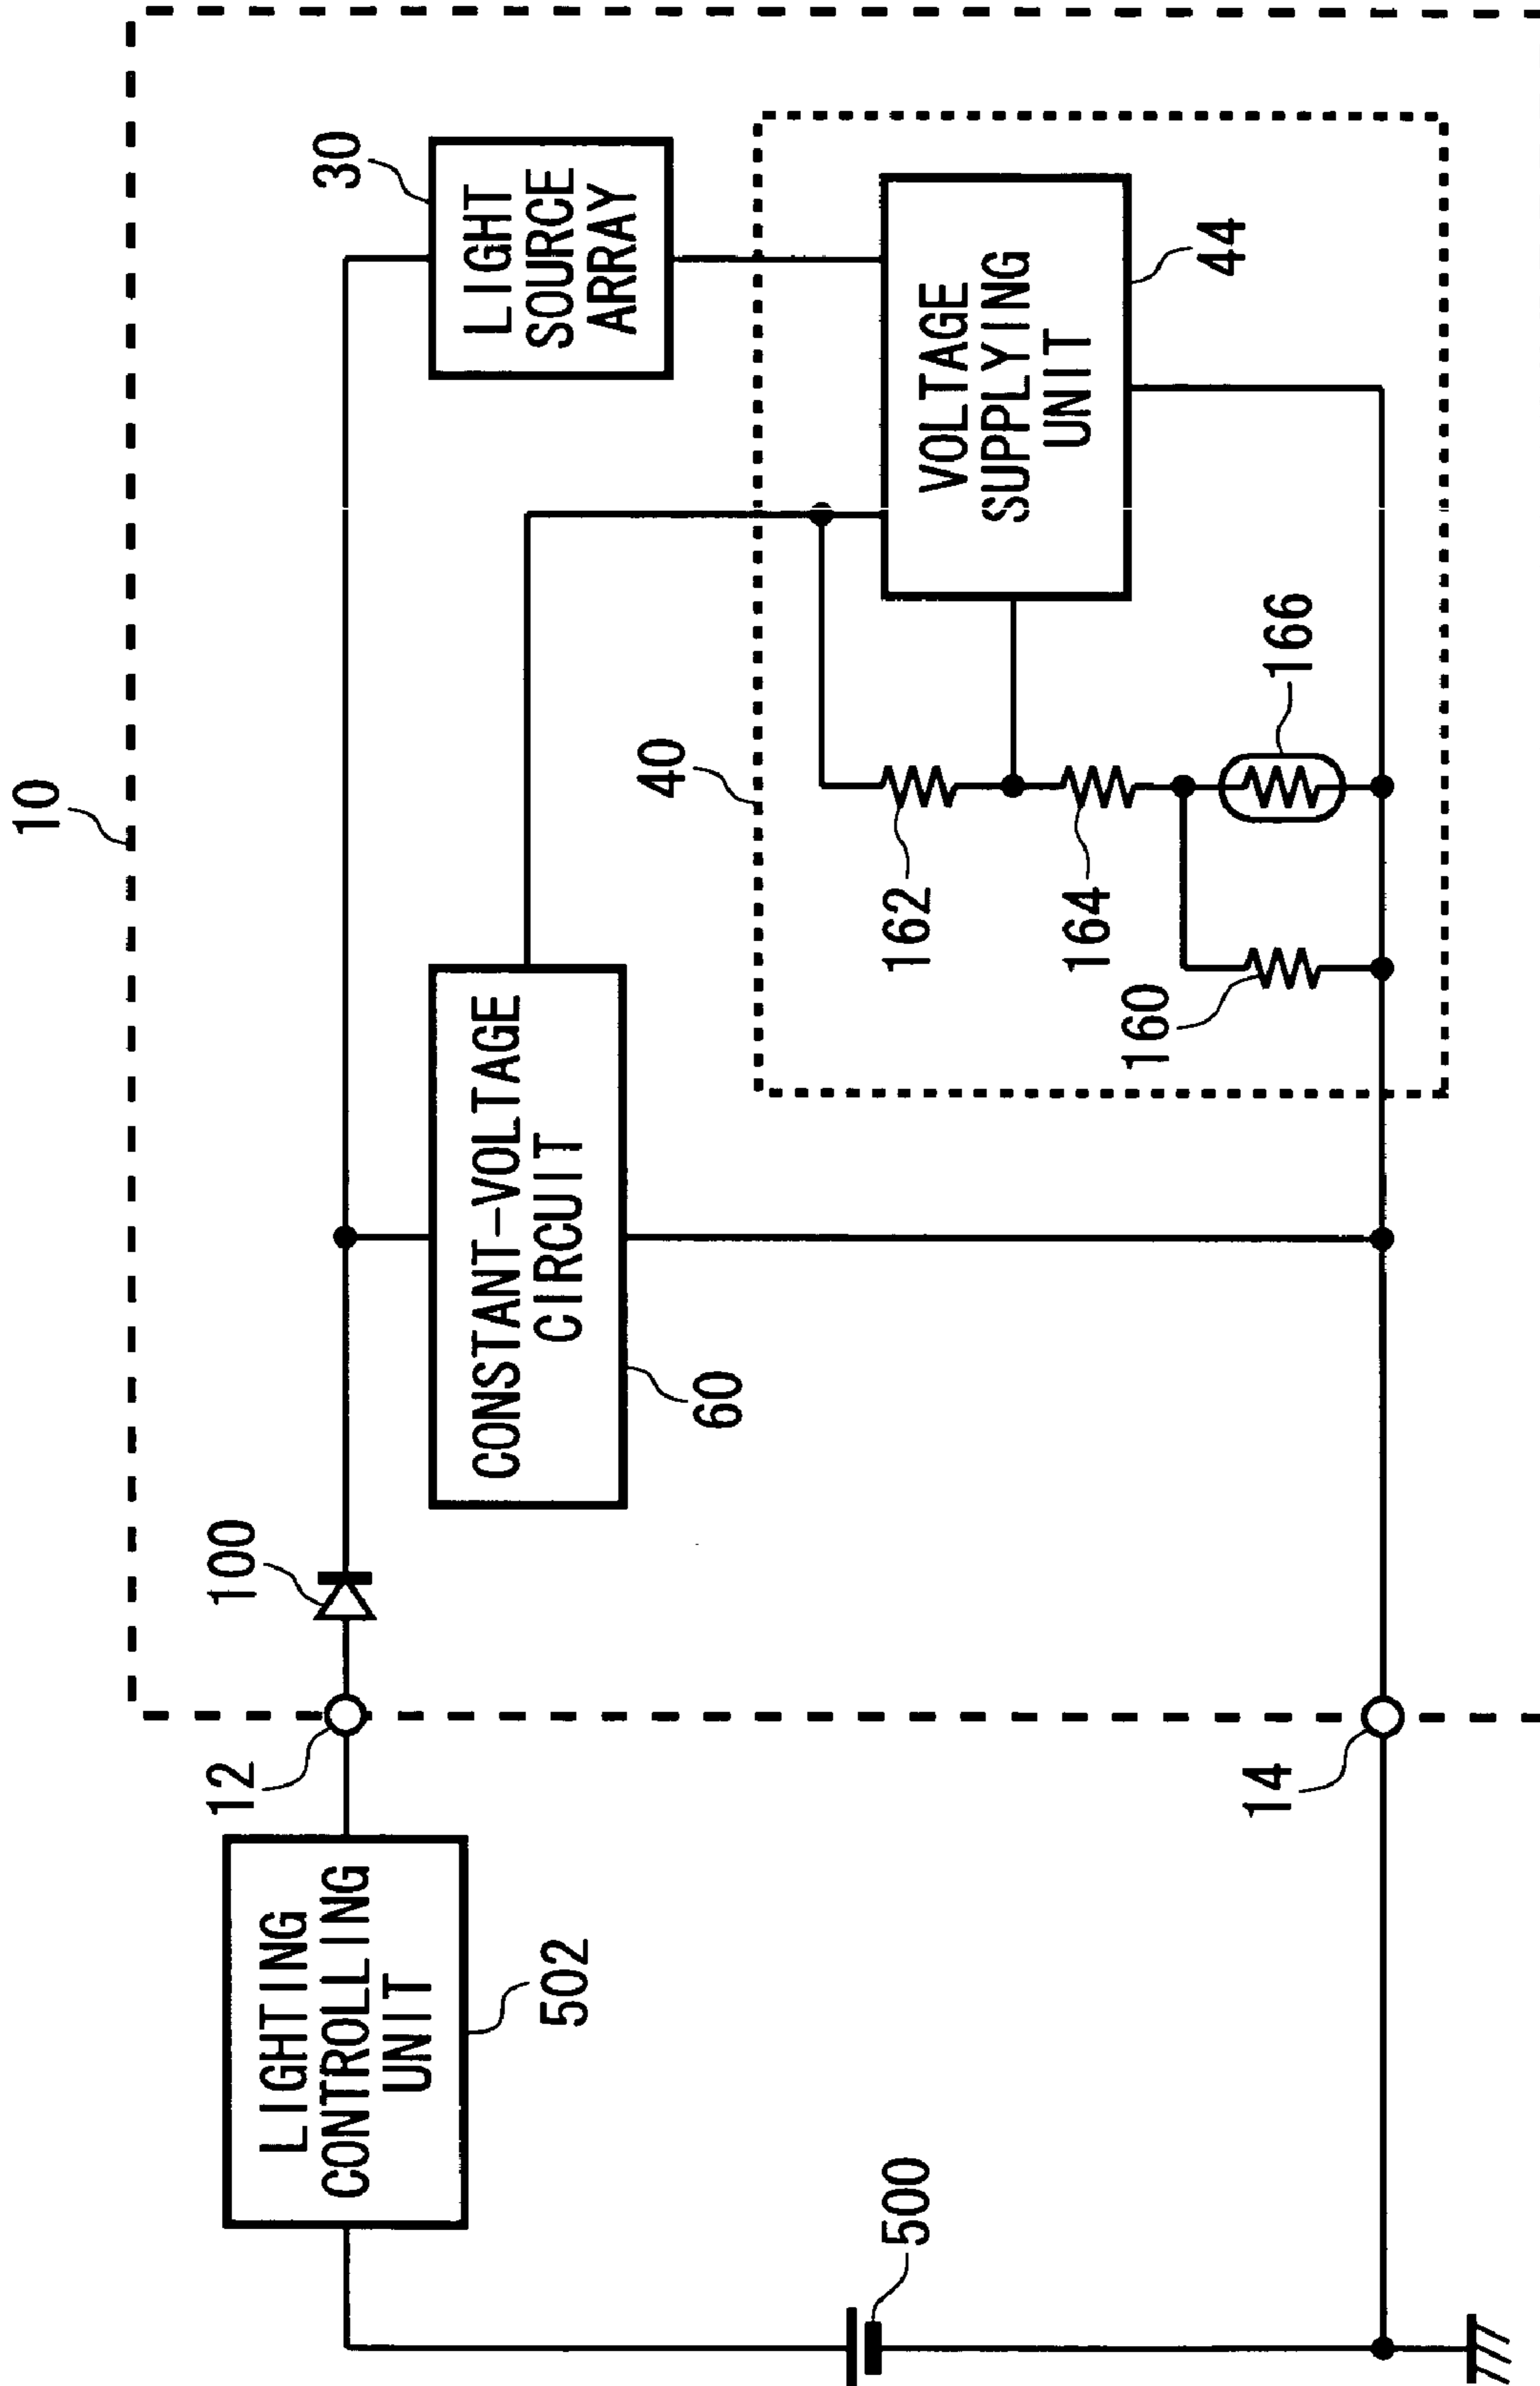 10
LIGHTING
CONTROLLING
UNIT
502
12
100
CONSTANT-VOLTAGE
CIRCUIT
60
30
LIGHT
SOURCE
ARRAY
40
VOLTAGE
SUPPLYING
UNIT
44
162
164
160
166
500
14